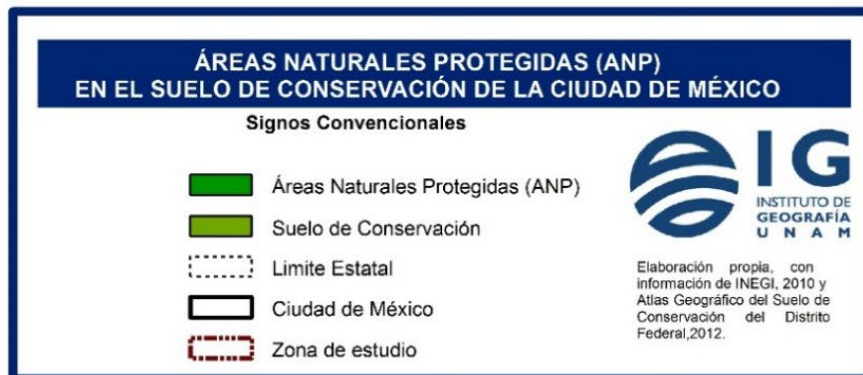 ÁREAS NATURALES PROTEGIDAS (ANP)
EN EL SUELO DE CONSERVACIÓN DE LA CIUDAD DE MÉXICO
Signos Convencionales
Áreas Naturales Protegidas (ANP)
Suelo de Conservación
Limite Estatal
Ciudad de México
Zona de estudio
IG
INSTITUTO DE
GEOGRAFÍA
UNAM
Elaboración propia, con
información de INEGI, 2010 y
Atlas Geográfico del Suelo de
Conservación del Distrito
Federal,2012.